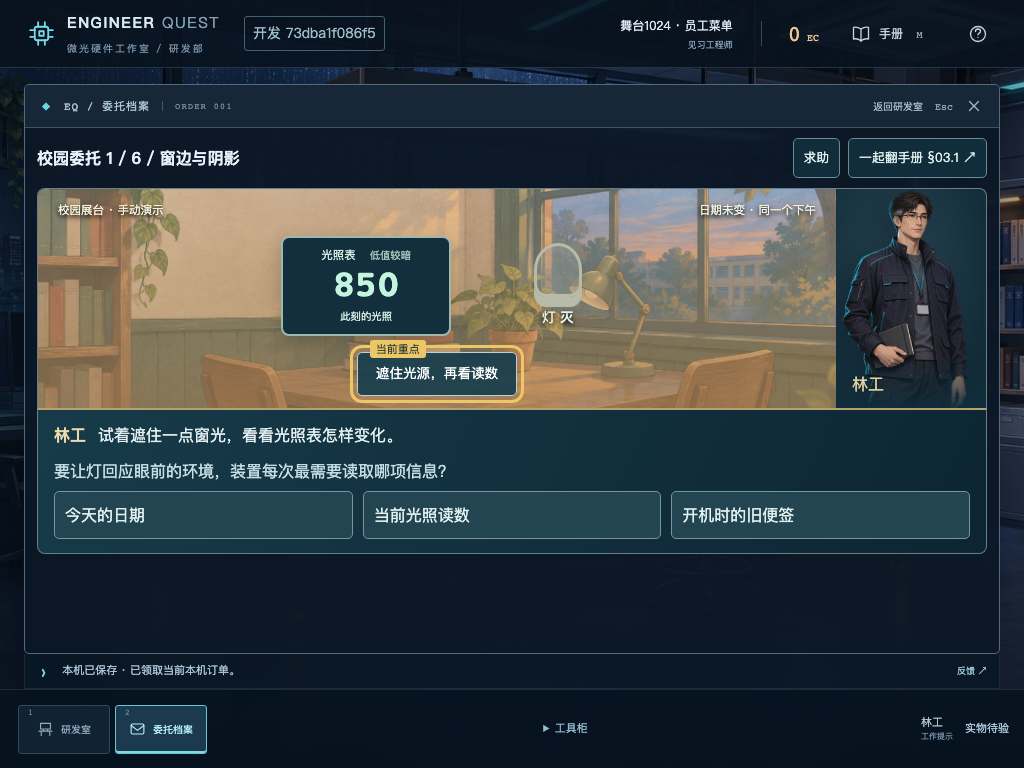 ENGINEER QUEST
微光硬件工作室 / 研发部
开发 73dba1f086f5
舞台1024 · 员工菜单
见习工程师
0 EC
手册 M
EQ / 委托档案
ORDER 001
返回研发室 Esc
校园委托 1 / 6 / 窗边与阴影
求助
一起翻手册 §03.1 ↗
校园展台 · 手动演示
日期未变 · 同一个下午
光照表 低值较暗
850
此刻的光照
灯 灭
当前重点
遮住光源，再看读数
林工
林工 试着遮住一点窗光，看看光照表怎样变化。
要让灯回应眼前的环境，装置每次最需要读取哪项信息？
今天的日期
当前光照读数
开机时的旧便签
本机已保存 · 已领取当前本机订单。
反馈 ↗
1
研发室
2
委托档案
工具柜
林工
工作提示
实物待验